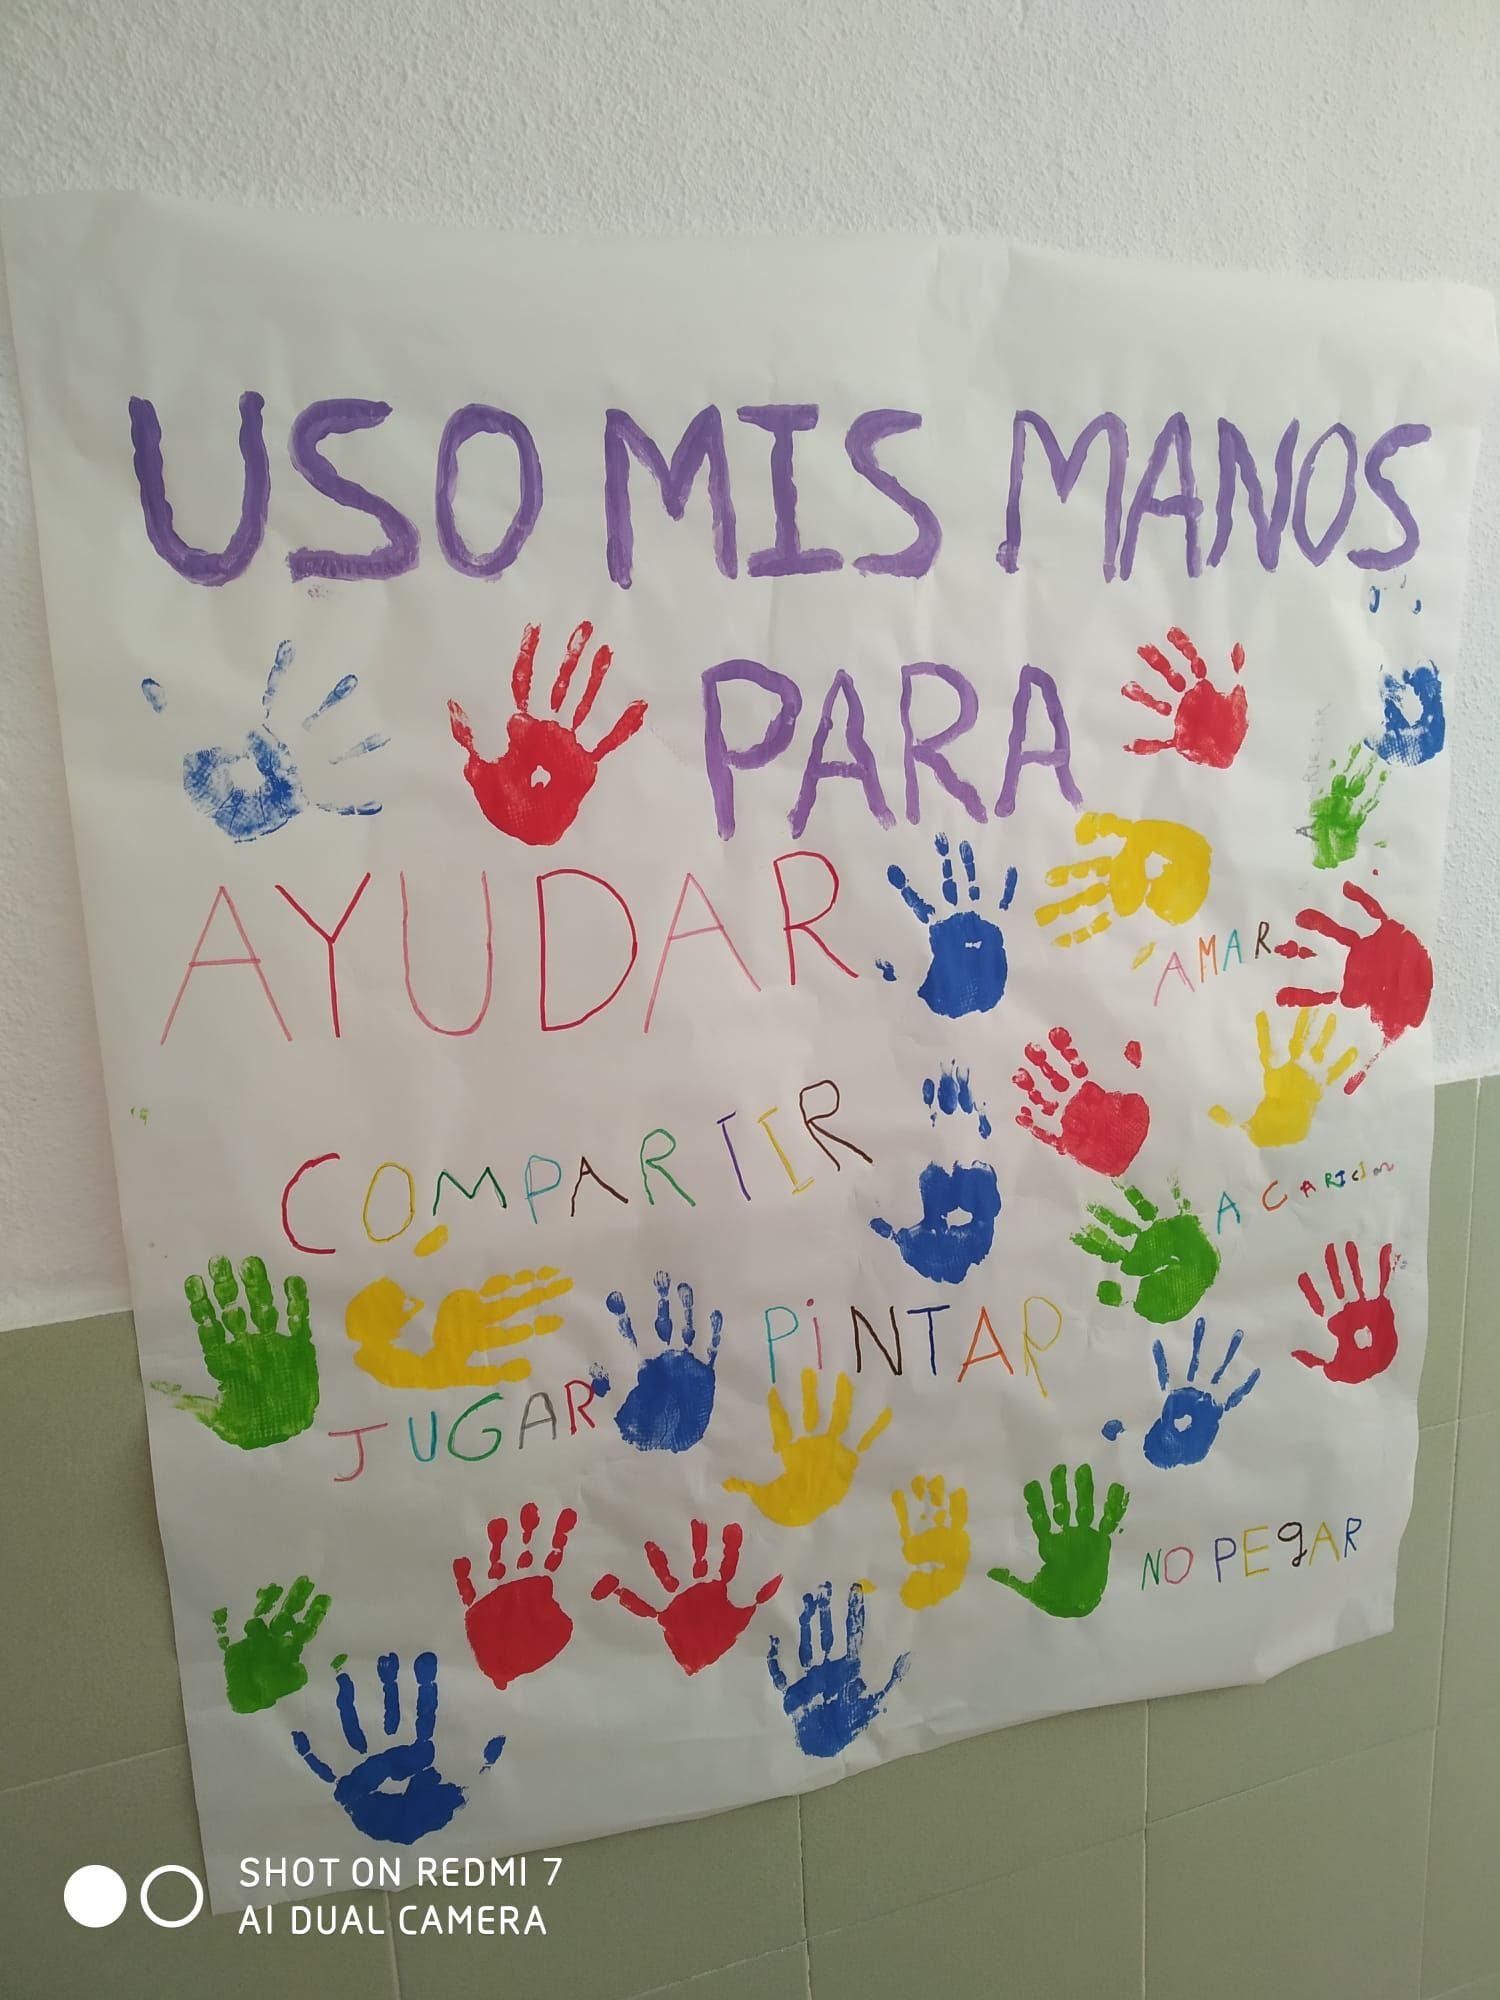 USO MIS MANOS
PARA
AYUDAR
AMAR
COMPARTIR
ACARICIAR
PiNTAR
JUGAR
NO PEgAR
SHOT ON REDMI 7
AI DUAL CAMERA